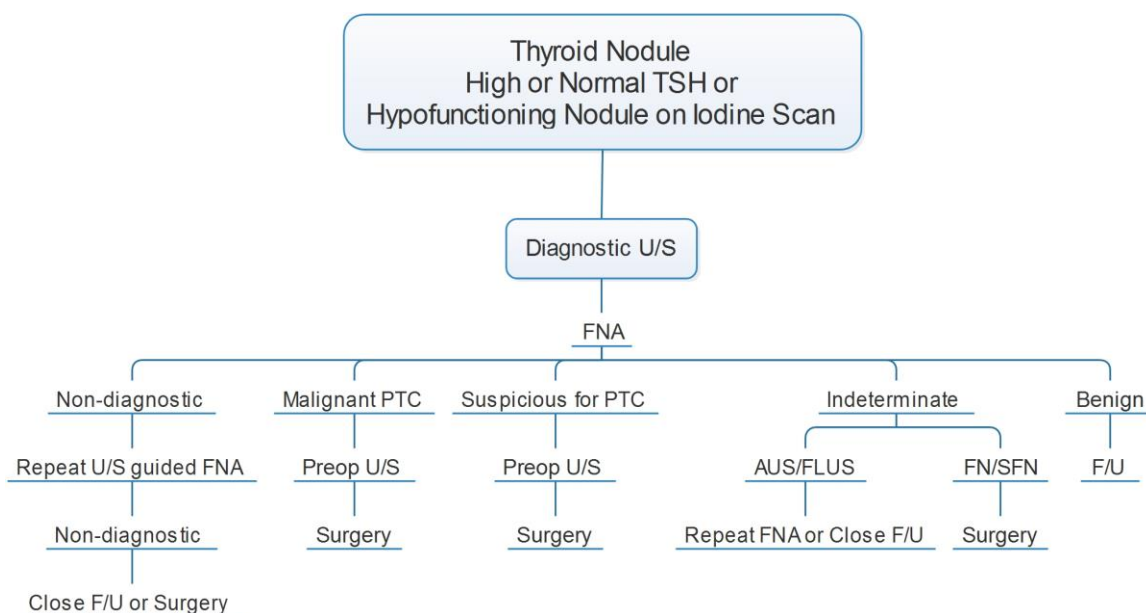 Thyroid Nodule
High or Normal TSH or
Hypofunctioning Nodule on Iodine Scan
Diagnostic U/S
FNA
Non-diagnostic
Malignant PTC
Suspicious for PTC
Indeterminate
Benign
Repeat U/S guided FNA
Preop U/S
Preop U/S
AUS/FLUS
FN/SFN
F/U
Non-diagnostic
Surgery
Surgery
Repeat FNA or Close F/U
Surgery
Close F/U or Surgery